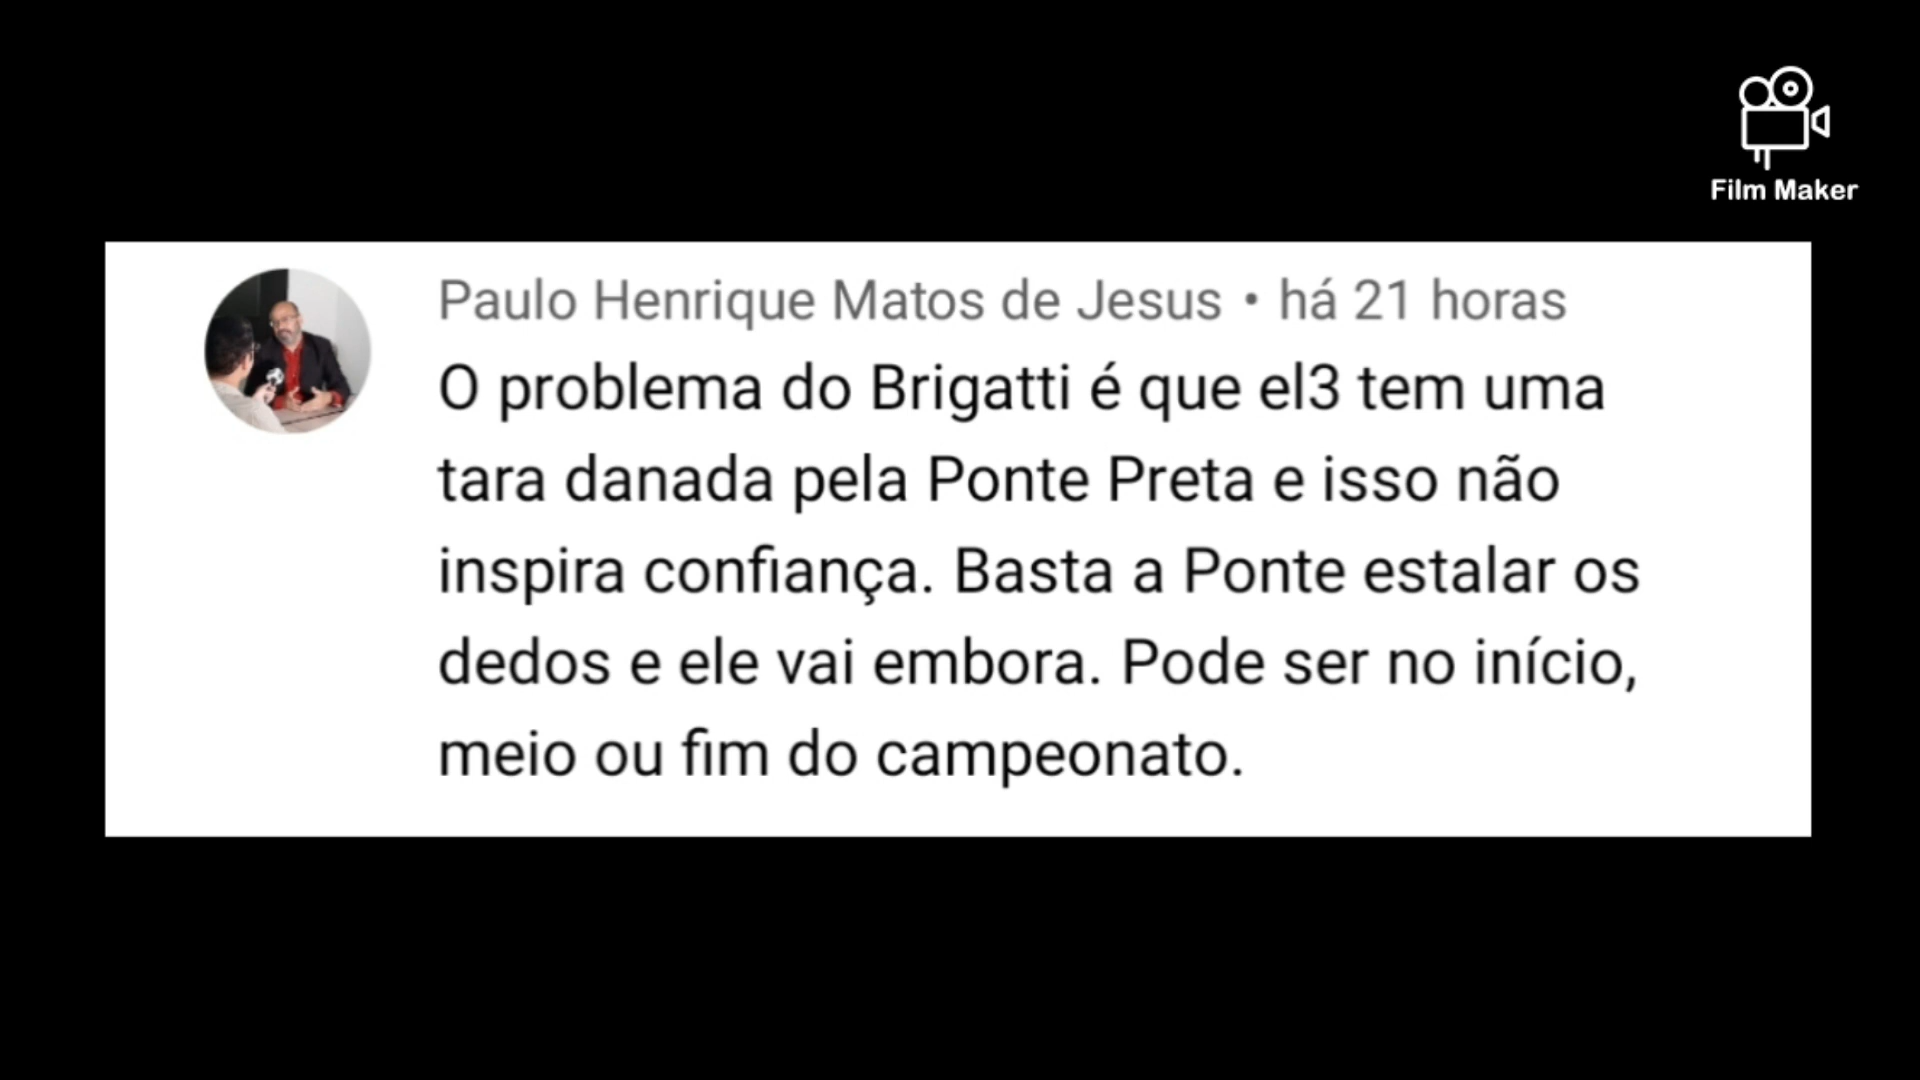 Film Maker
Paulo Henrique Matos de Jesus • há 21 horas
O problema do Brigatti é que el3 tem uma
tara danada pela Ponte Preta e isso não
inspira confiança. Basta a Ponte estalar os
dedos e ele vai embora. Pode ser no início,
meio ou fim do campeonato.